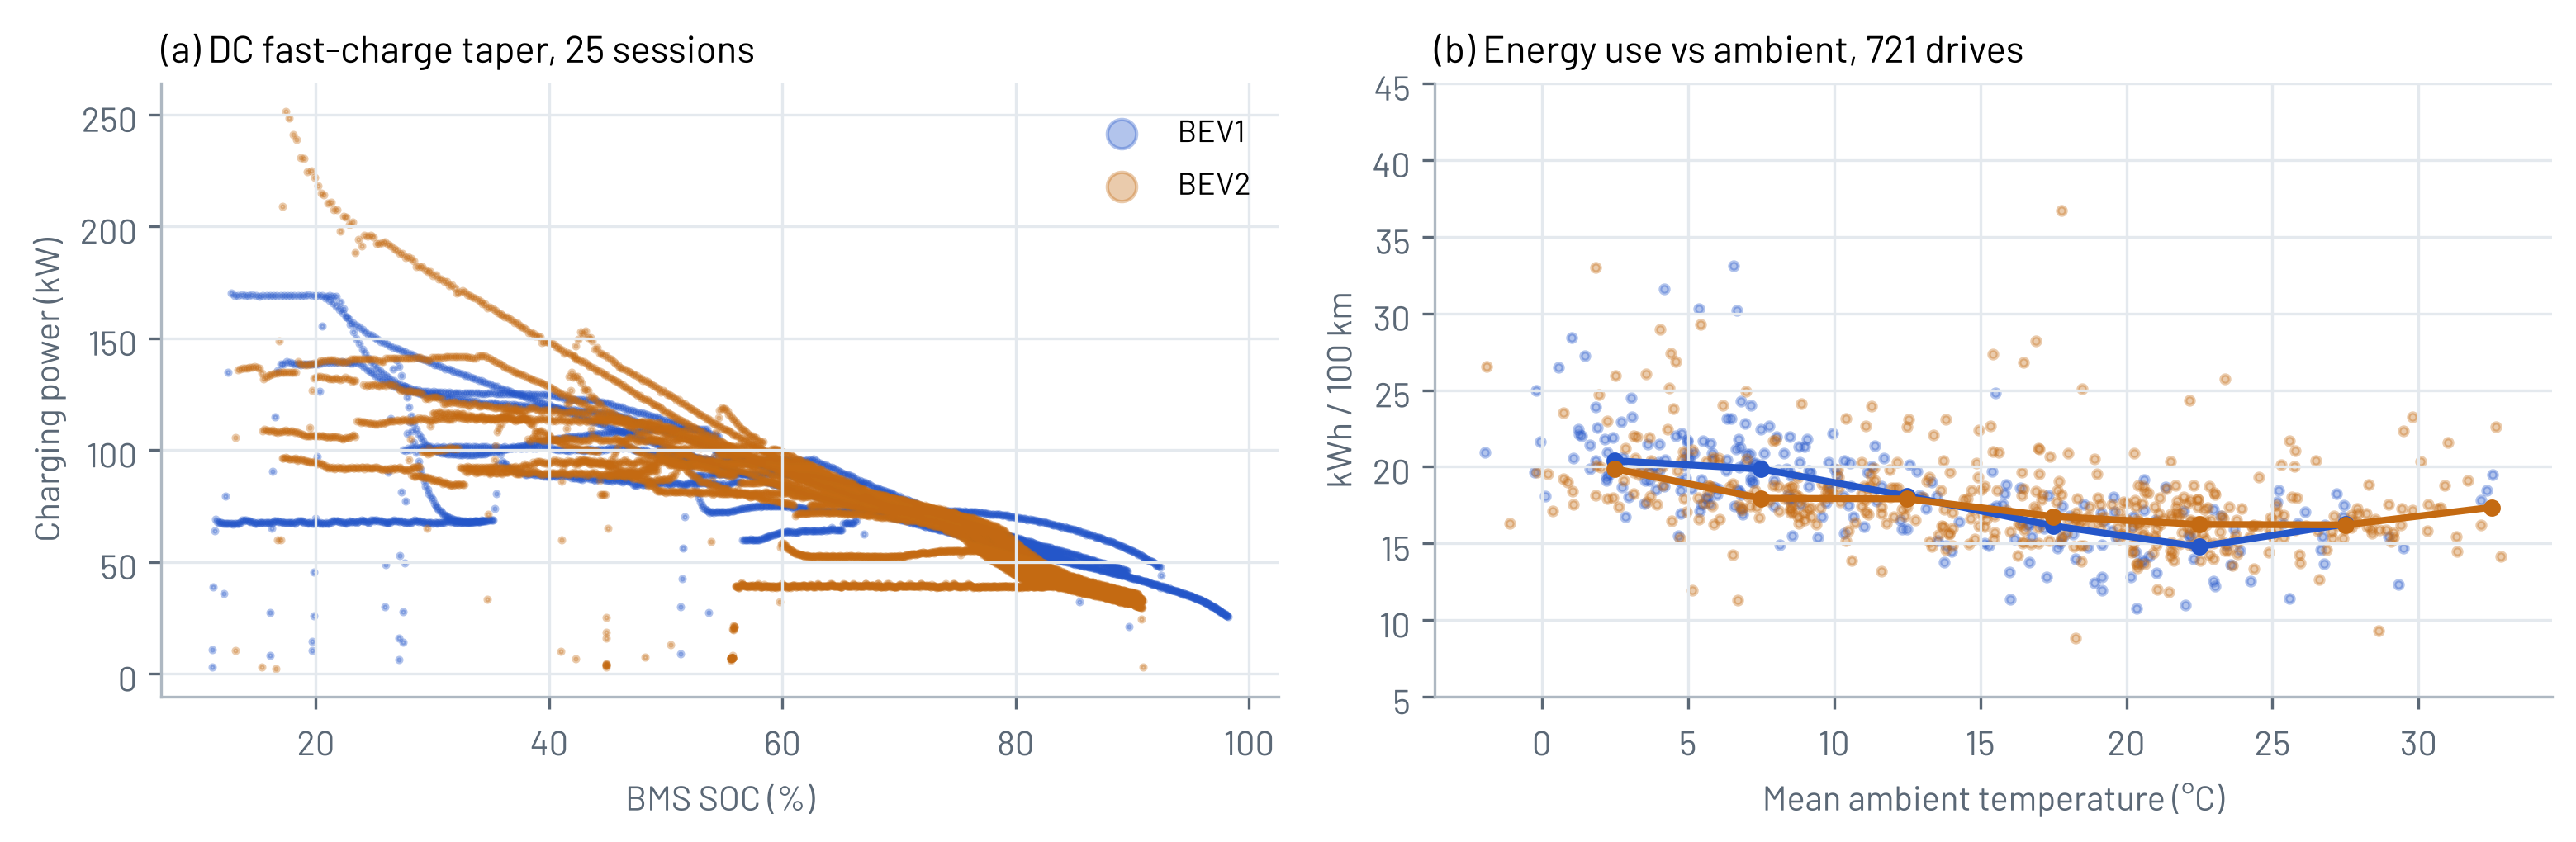 (a) DC fast-charge taper, 25 sessions
250
200
150
100
50
0
Charging power (kW)
BEV1
BEV2
20 40 60 80 100
BMS SOC (%)
(b) Energy use vs ambient, 721 drives
45
40
35
30
25
20
15
10
5
kWh / 100 km
0 5 10 15 20 25 30
Mean ambient temperature (°C)